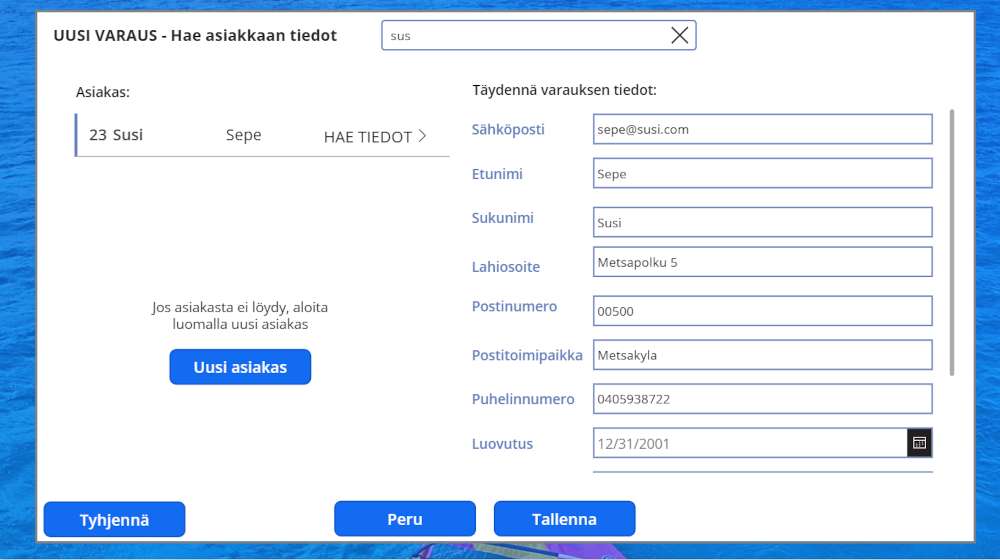 UUSI VARAUS - Hae asiakkaan tiedot
sus
Asiakas:
23 Susi Sepe HAE TIEDOT
Jos asiakasta ei löydy, aloita
luomalla uusi asiakas
Uusi asiakas
Täydennä varauksen tiedot:
Sähköposti sepe@susi.com
Etunimi Sepe
Sukunimi Susi
Lahiosoite Metsapolku 5
Postinumero 00500
Postitoimipaikka Metsakyla
Puhelinnumero 0405938722
Luovutus 12/31/2001
Tyhjennä Peru Tallenna